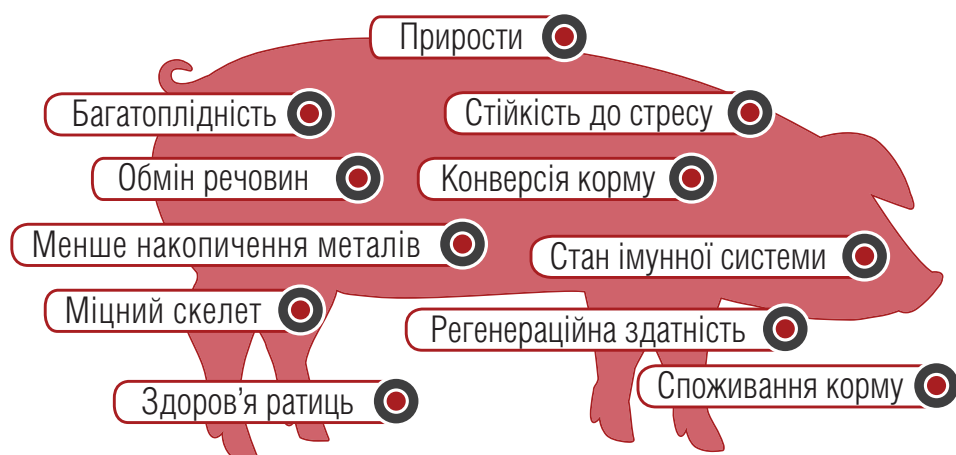 Прирости
Багатоплідність
Стійкість до стресу
Обмін речовин
Конверсія корму
Менше накопичення металів
Стан імунної системи
Міцний скелет
Регенераційна здатність
Здоров’я ратиць
Споживання корму